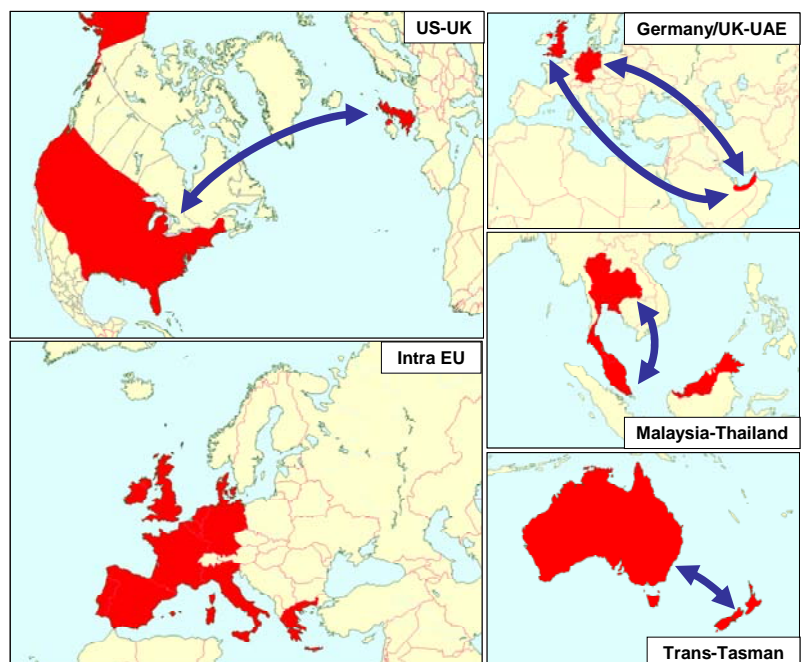 US-UK
Germany/UK-UAE
Intra EU
Malaysia-Thailand
Trans-Tasman